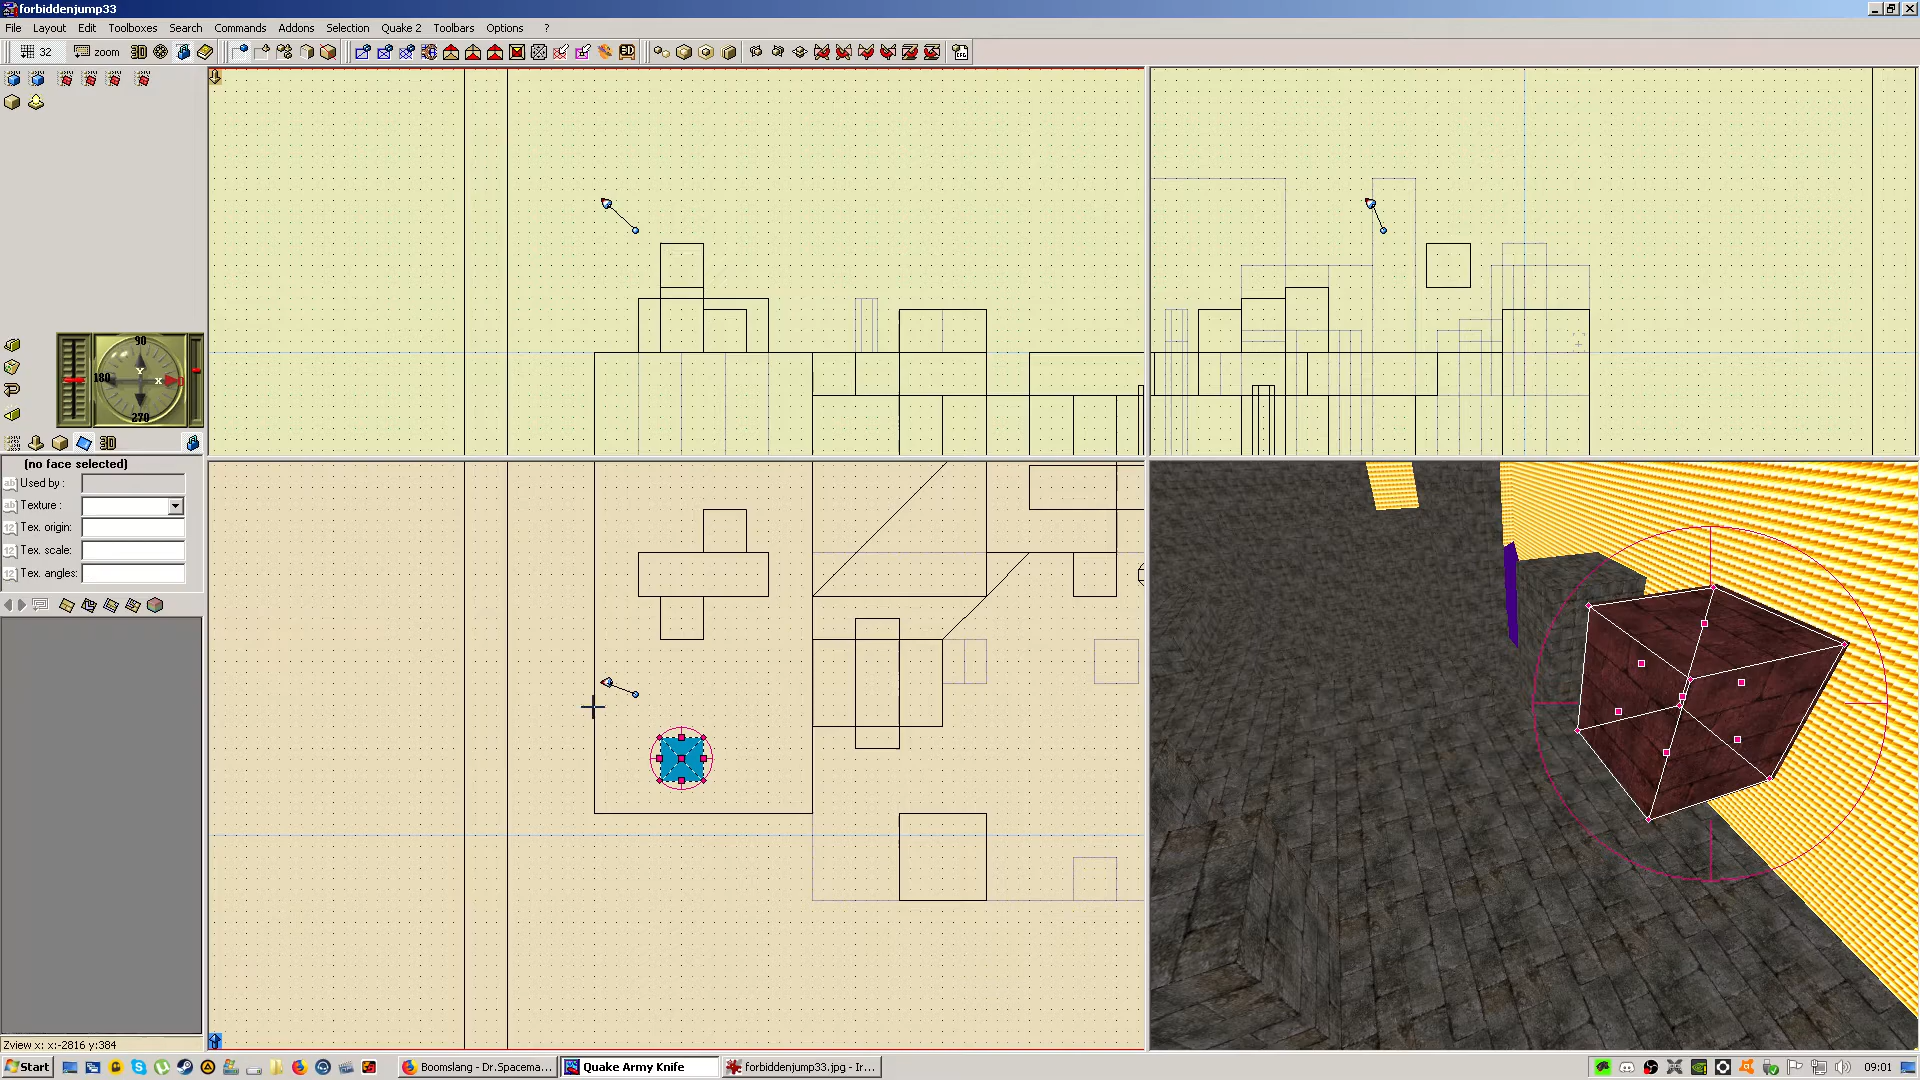 forbiddenjump33
File Layout Edit Toolboxes Search Commands Addons Selection Quake 2 Toolbars Options ?
32 zoom 3D
90
180 Y X
270
3D
(no face selected)
Used by :
Texture :
Tex. origin:
Tex. scale:
Tex. angles:
Zview x: x:-2816 y:384
Start Boomslang - Dr.Spacema... Quake Army Knife forbiddenjump33.jpg - Ir... 09:01